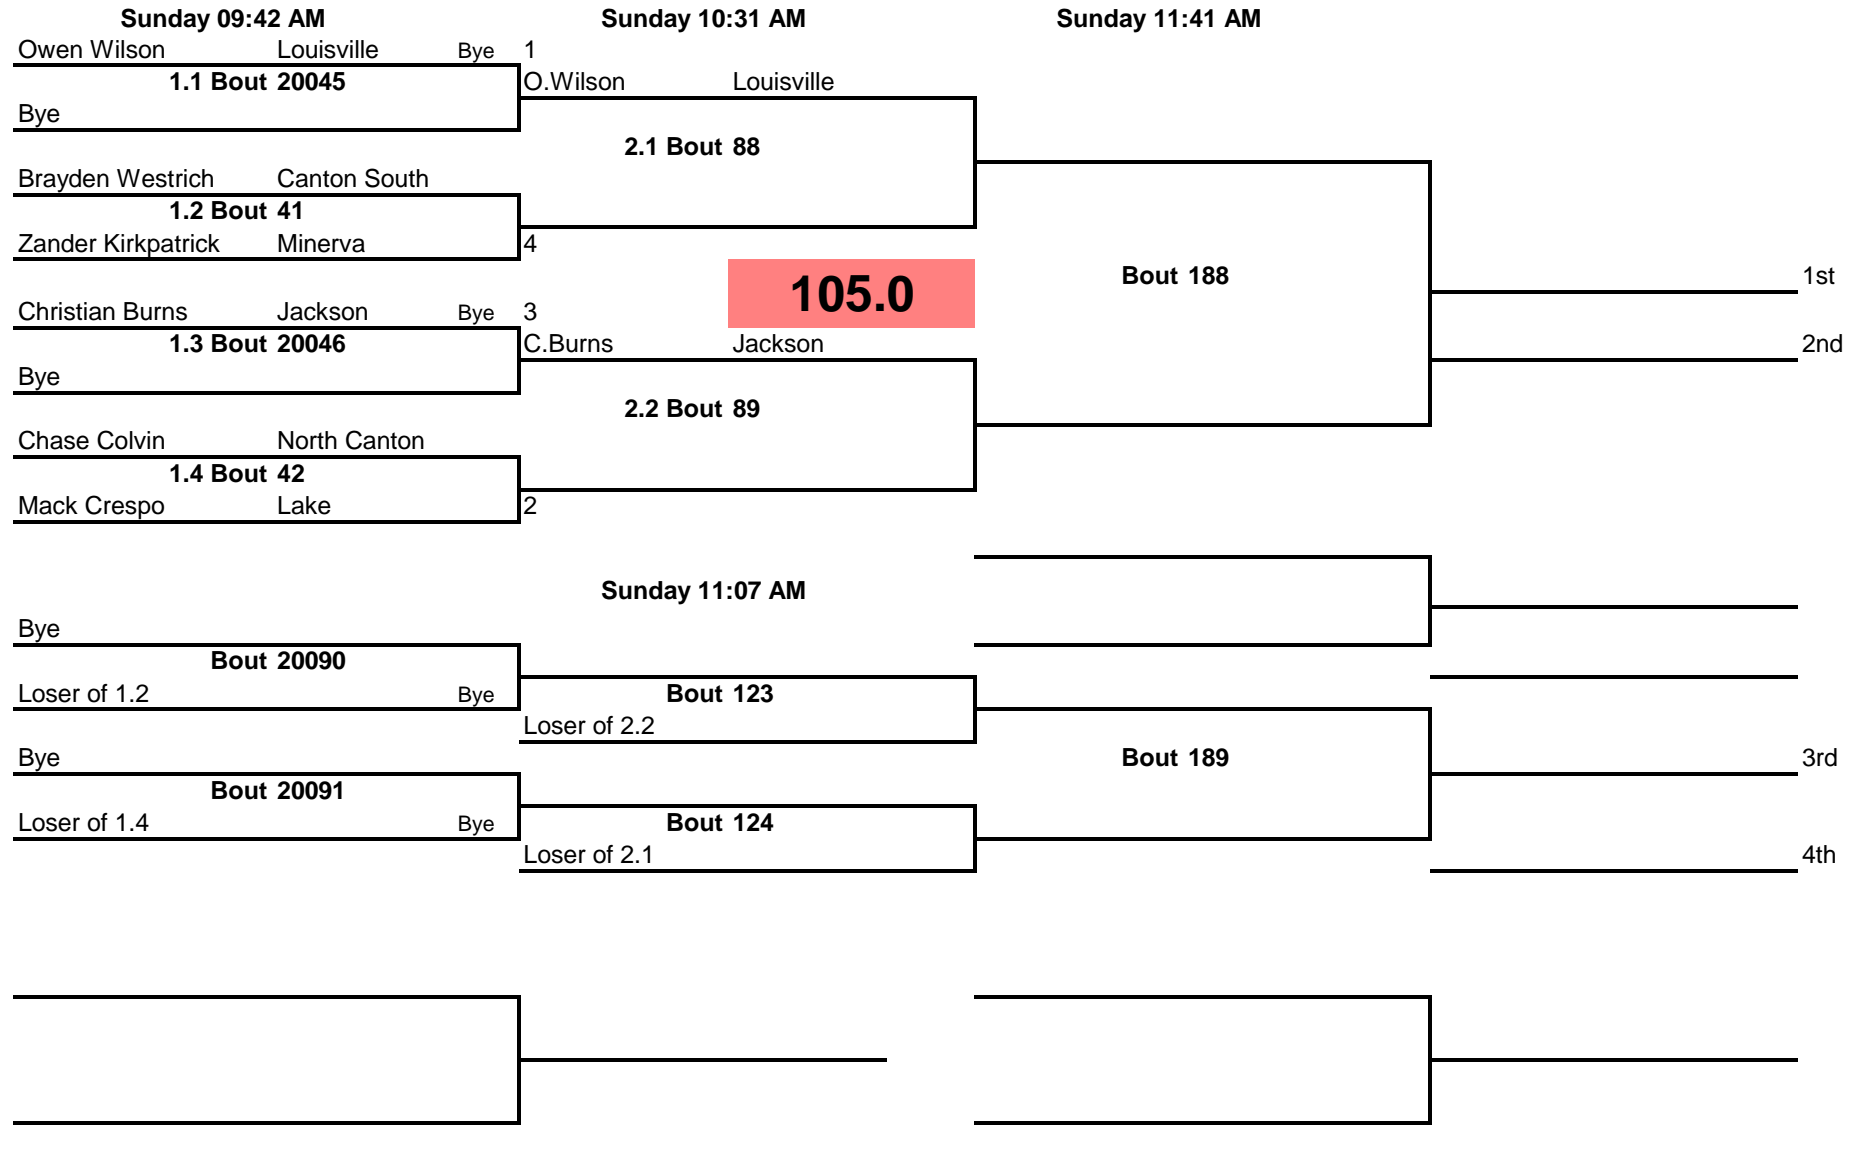 Sunday 09:42 AM Sunday 10:31 AM Sunday 11:41 AM
Owen Wilson Louisville Bye 1
1.1 Bout 20045 O.Wilson Louisville
Bye
2.1 Bout 88
Brayden Westrich Canton South
1.2 Bout 41
Zander Kirkpatrick Minerva 4
105.0 Bout 188 1st
Christian Burns Jackson Bye 3
1.3 Bout 20046 C.Burns Jackson 2nd
Bye
2.2 Bout 89
Chase Colvin North Canton
1.4 Bout 42
Mack Crespo Lake 2
Sunday 11:07 AM
Bye
Bout 20090
Loser of 1.2 Bye Bout 123
Loser of 2.2
Bye Bout 189 3rd
Bout 20091
Loser of 1.4 Bye Bout 124
Loser of 2.1 4th